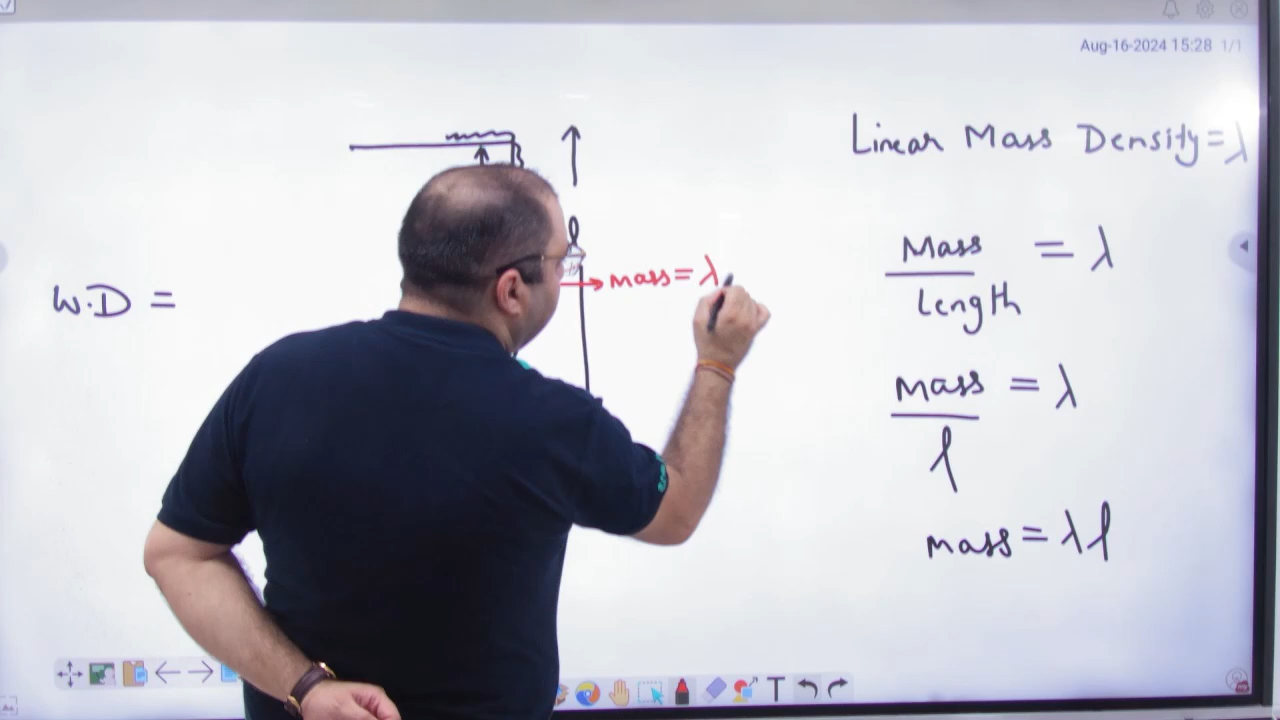 Aug-16-2024 15:28 1/1
Linear Mass Density = λ
Mass = λ
Length
W.D =
l
mass = λ
Mass = λ
l
mass = λl
T